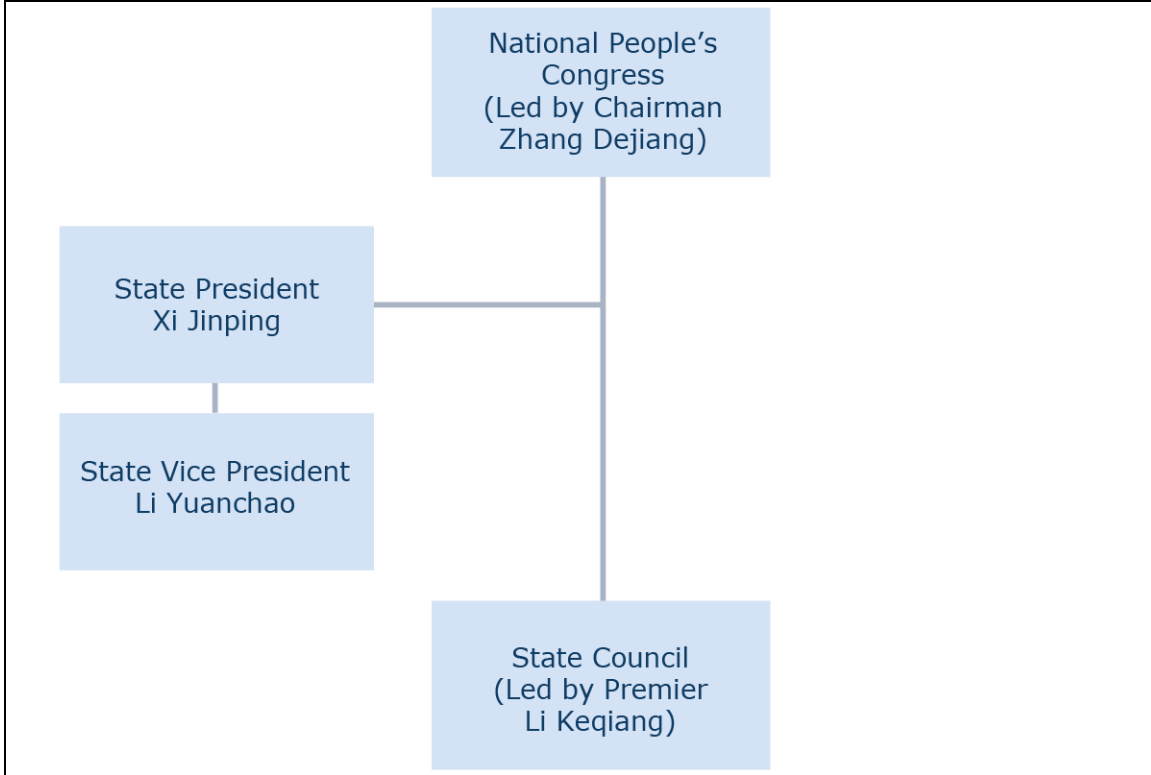 National People’s
Congress
(Led by Chairman
Zhang Dejiang)
State President
Xi Jinping
State Vice President
Li Yuanchao
State Council
(Led by Premier
Li Keqiang)